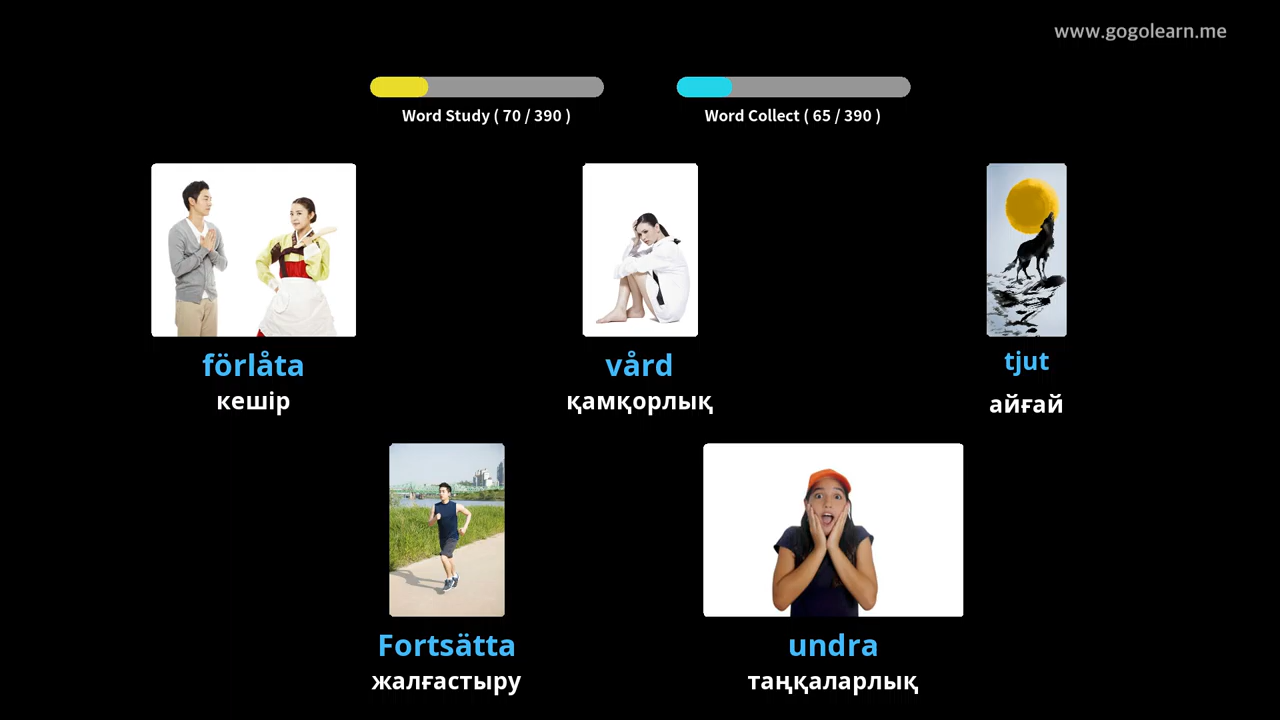 www.gogolearn.me
Word Study ( 70 / 390 )
Word Collect ( 65 / 390 )
förlåta
кешір
vård
қамқорлық
tjut
айғай
Fortsätta
жалғастыру
undra
таңқаларлық